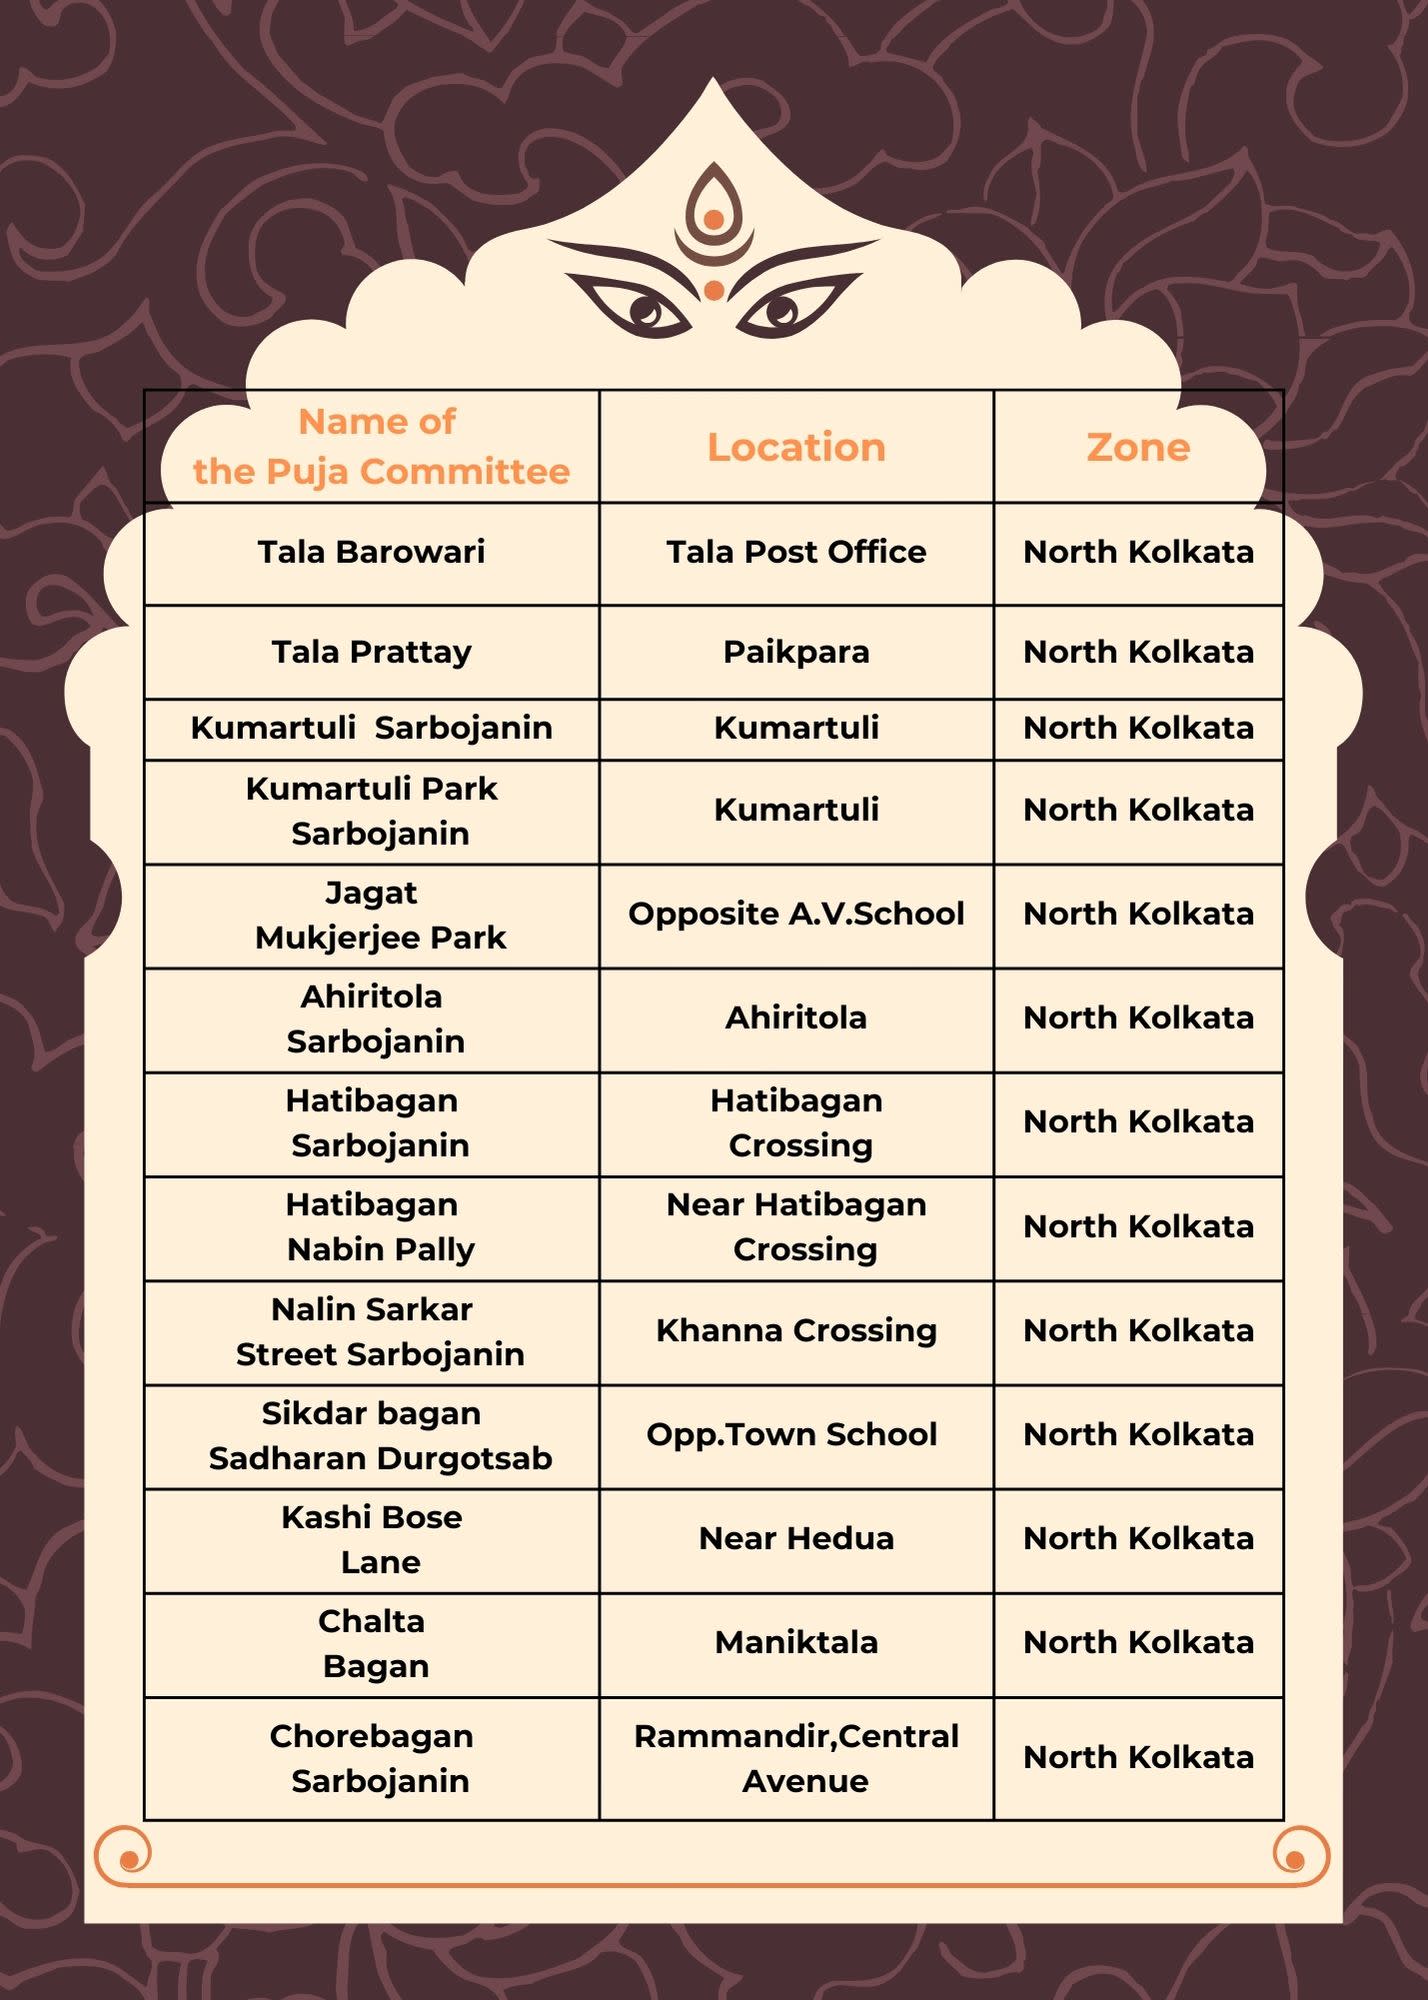 Name of
the Puja Committee
Location
Zone
Tala Barowari
Tala Post Office
North Kolkata
Tala Prattay
Paikpara
North Kolkata
Kumartuli Sarbojanin
Kumartuli
North Kolkata
Kumartuli Park
Sarbojanin
Kumartuli
North Kolkata
Jagat
Mukjerjee Park
Opposite A.V.School
North Kolkata
Ahiritola
Sarbojanin
Ahiritola
North Kolkata
Hatibagan
Sarbojanin
Hatibagan
Crossing
North Kolkata
Hatibagan
Nabin Pally
Near Hatibagan
Crossing
North Kolkata
Nalin Sarkar
Street Sarbojanin
Khanna Crossing
North Kolkata
Sikdar bagan
Sadharan Durgotsab
Opp.Town School
North Kolkata
Kashi Bose
Lane
Near Hedua
North Kolkata
Chalta
Bagan
Maniktala
North Kolkata
Chorebagan
Sarbojanin
Rammandir,Central
Avenue
North Kolkata